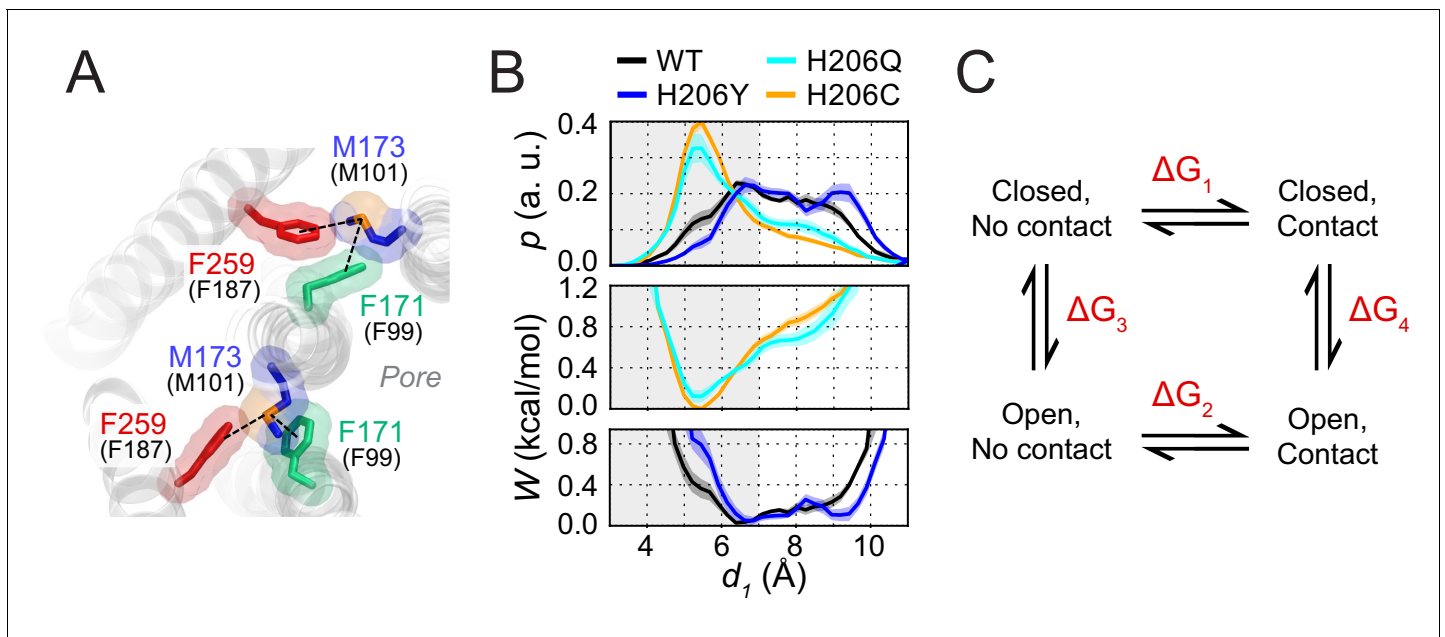 A
M173
(M101)
F259
(F187)
F171
(F99)
M173
(M101)
Pore
F259
(F187)
F171
(F99)
B
WT
H206Q
H206Y
H206C
0.4
0.2
0.0
p (a. u.)
1.2
0.8
0.4
0.0
W (kcal/mol)
0.8
0.4
0.0
4 6 8 10
d₁ (Å)
C
Closed,
No contact
ΔG₁
Closed,
Contact
ΔG₃
ΔG₄
Open,
No contact
ΔG₂
Open,
Contact